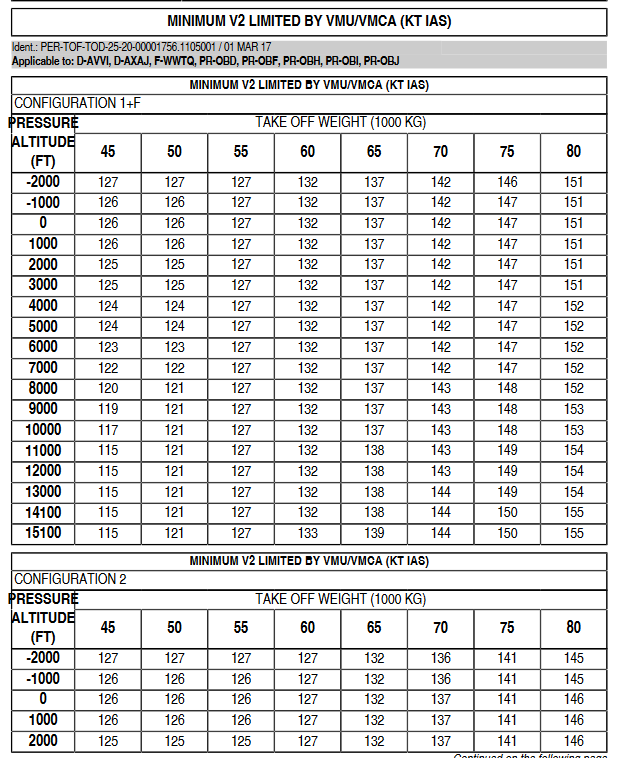 MINIMUM V2 LIMITED BY VMU/VMCA (KT IAS)
Ident.: PER-TOF-TOD-25-20-00001756.1105001 / 01 MAR 17
Applicable to: D-AVVI, D-AXAJ, F-WWTQ, PR-OBD, PR-OBF, PR-OBH, PR-OBI, PR-OBJ
MINIMUM V2 LIMITED BY VMU/VMCA (KT IAS)
CONFIGURATION 1+F
PRESSURE TAKE OFF WEIGHT (1000 KG)
ALTITUDE
(FT) 45 50 55 60 65 70 75 80
-2000 127 127 127 132 137 142 146 151
-1000 126 126 127 132 137 142 147 151
0 126 126 127 132 137 142 147 151
1000 126 126 127 132 137 142 147 151
2000 125 125 127 132 137 142 147 151
3000 125 125 127 132 137 142 147 151
4000 124 124 127 132 137 142 147 152
5000 124 124 127 132 137 142 147 152
6000 123 123 127 132 137 142 147 152
7000 122 122 127 132 137 142 147 152
8000 120 121 127 132 137 143 148 152
9000 119 121 127 132 137 143 148 153
10000 117 121 127 132 137 143 148 153
11000 115 121 127 132 138 143 149 154
12000 115 121 127 132 138 143 149 154
13000 115 121 127 132 138 144 149 154
14100 115 121 127 132 138 144 150 155
15100 115 121 127 133 139 144 150 155
MINIMUM V2 LIMITED BY VMU/VMCA (KT IAS)
CONFIGURATION 2
PRESSURE TAKE OFF WEIGHT (1000 KG)
ALTITUDE
(FT) 45 50 55 60 65 70 75 80
-2000 127 127 127 127 132 136 141 145
-1000 126 126 126 127 132 136 141 145
0 126 126 126 127 132 137 141 146
1000 126 126 126 127 132 137 141 146
2000 125 125 125 127 132 137 141 146
Continued on the following page